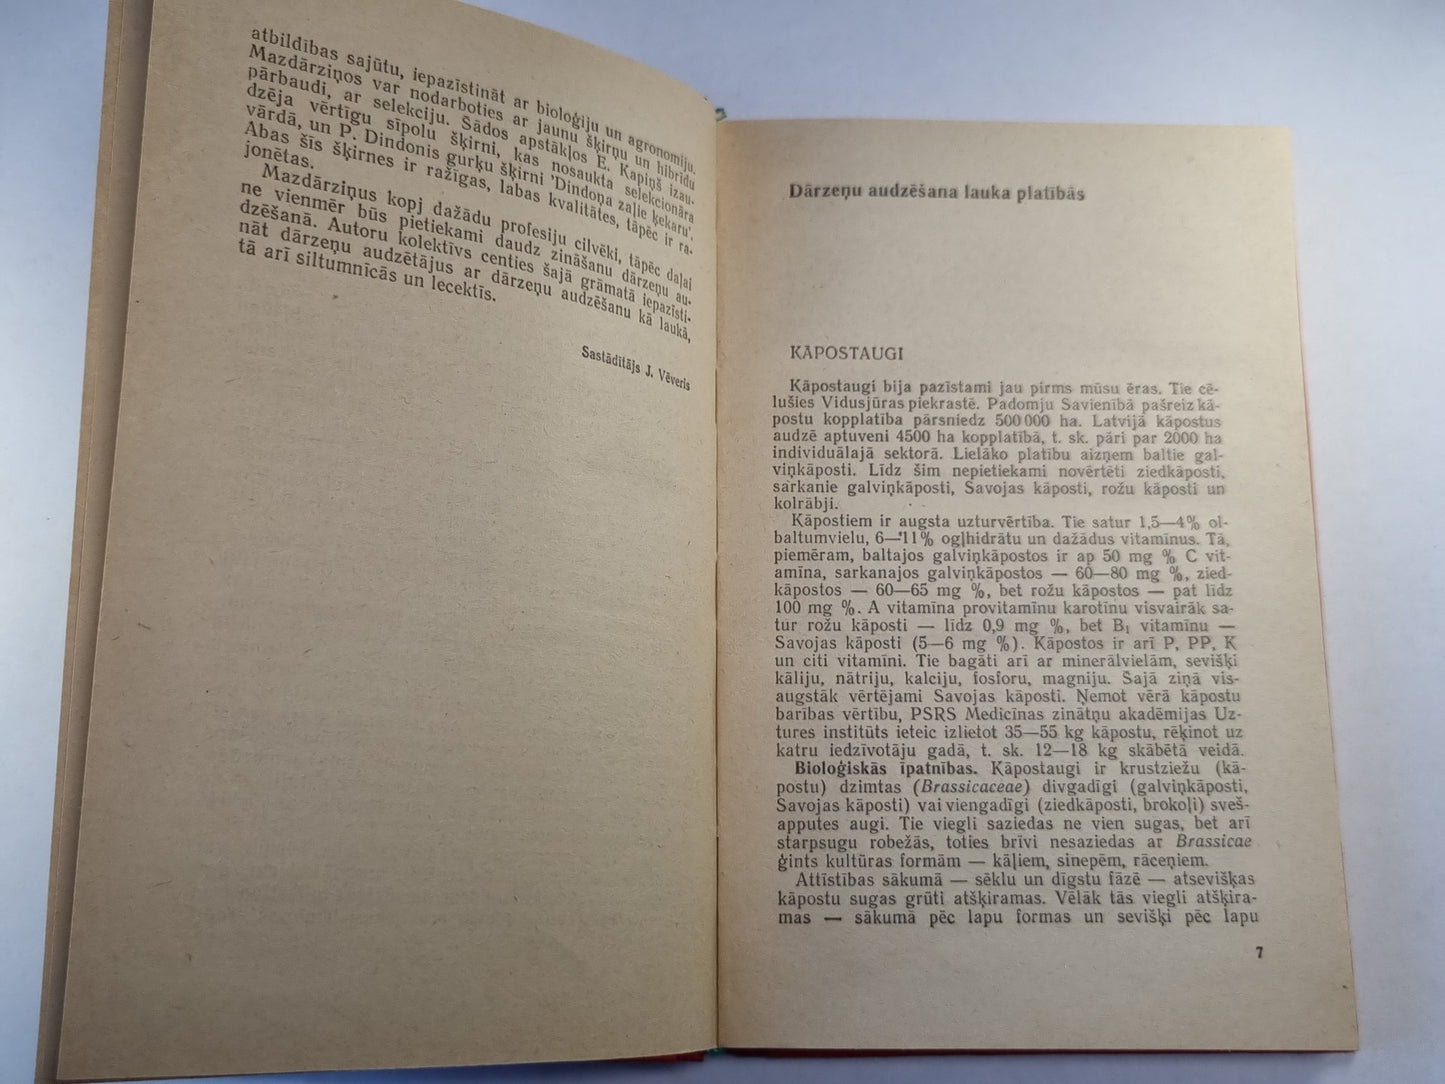 atbildības sajūtu, iepazīstināt ar bioloģiju un agronomiju.
Mazdārziņos var nodarboties ar jaunu šķirņu un hibrīdu
pārbaudi, ar selekciju. Šādos apstākļos E. Kapiņš izau-
dzēja vērtīgu sīpolu šķirni, kas nosaukta selekcionāra
vārdā, un P. Dindonis gurķu šķirni 'Dindoņa zaļie ķekaru'.
Abas šīs šķirnes ir ražīgas, labas kvalitātes, tāpēc ir ra-
jonētas.
Mazdārziņus kopj dažādu profesiju cilvēki, tāpēc daļai
ne vienmēr būs pietiekami daudz zināšanu dārzeņu au-
dzēšanā. Autoru kolektīvs centies šajā grāmatā iepazīsti-
nāt dārzeņu audzētājus ar dārzeņu audzēšanu kā laukā,
tā arī siltumnīcās un lecektīs.
Sastādītājs J. Vēveris
Dārzeņu audzēšana lauka platībās
KĀPOSTAUGI
Kāpostaugi bija pazīstami jau pirms mūsu ēras. Tie cē-
lušies Vidusjūras piekrastē. Padomju Savienībā pašreiz kā-
postu kopplatība pārsniedz 500 000 ha. Latvijā kāpostus
audzē aptuveni 4500 ha kopplatībā, t. sk. pāri par 2000 ha
individuālajā sektorā. Lielāko platību aizņem baltie gal-
viņkāposti. Līdz šim nepietiekami novērtēti ziedkāposti,
sarkanie galviņkāposti, Savojas kāposti, rožu kāposti un
kolrābji.
Kāpostiem ir augsta uzturvērtība. Tie satur 1,5—4% ol-
baltumvielu, 6—11% ogļhidrātu un dažādus vitamīnus. Tā,
piemēram, baltajos galviņkāpostos ir ap 50 mg % C vit-
amīna, sarkanajos galviņkāpostos — 60—80 mg %, zied-
kāpostos — 60—65 mg %, bet rožu kāpostos — pat līdz
100 mg %. A vitamīna provitamīnu karotīnu visvairāk sa-
tur rožu kāposti — līdz 0,9 mg %, bet B₁ vitamīnu —
Savojas kāposti (5—6 mg %). Kāpostos ir arī P, PP, K
un citi vitamīni. Tie bagāti arī ar minerālvielām, sevišķi
kāliju, nātriju, kalciju, fosforu, magniju. Šajā ziņā vis-
augstāk vērtējami Savojas kāposti. Ņemot vērā kāpostu
barības vērtību, PSRS Medicīnas zinātņu akadēmijas Uz-
tures institūts ieteic izlietot 35—55 kg kāpostu, rēķinot uz
katru iedzīvotāju gadā, t. sk. 12—18 kg skābētā veidā.
Bioloģiskās īpatnības. Kāpostaugi ir krustziežu (kā-
postu) dzimtas (Brassicaceae) divgadīgi (galviņkāposti,
Savojas kāposti) vai viengadīgi (ziedkāposti, brokoļi) sveš-
apputes augi. Tie viegli saziedas ne vien sugas, bet arī
starpsugu robežās, toties brīvi nesaziedas ar Brassicae
ģints kultūras formām — kāļiem, sinepēm, rāceņiem.
Attīstības sākumā — sēklu un dīgstu fāzē — atsevišķas
kāpostu sugas grūti atšķiramas. Vēlāk tās viegli atšķira-
mas — sākumā pēc lapu formas un sevišķi pēc lapu
7